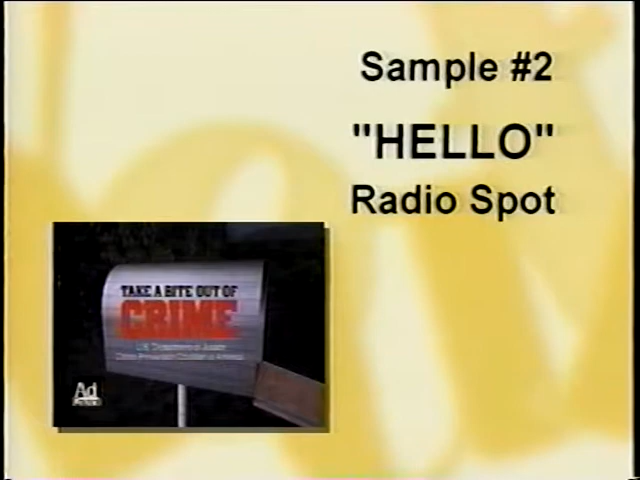 Sample #2
"HELLO"
Radio Spot
TAKE A BITE OUT OF
CRIME
Ad